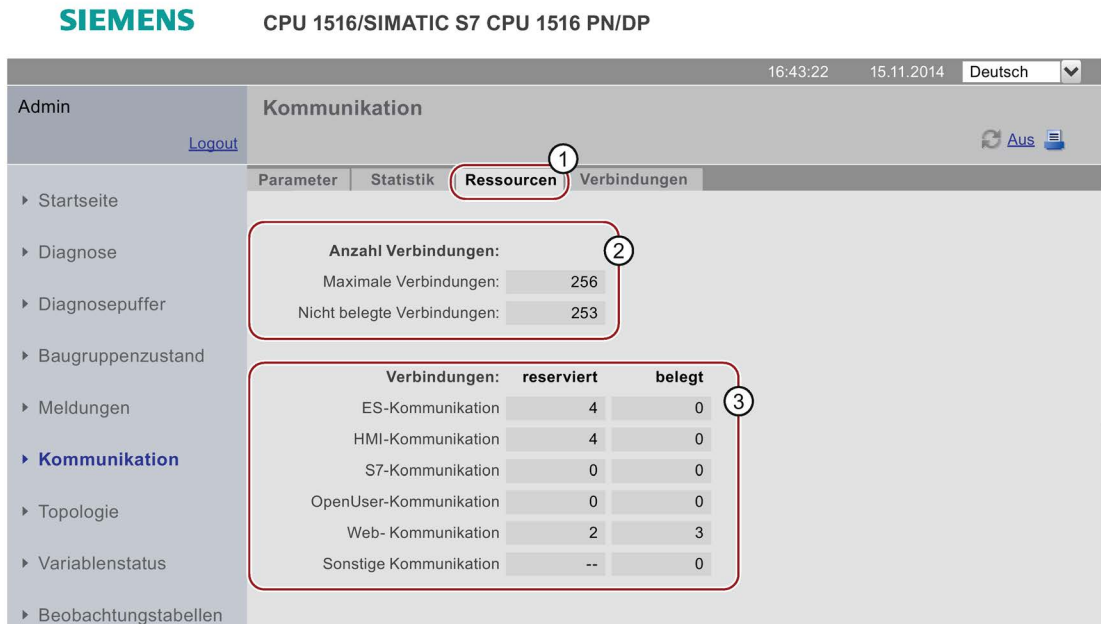 SIEMENS CPU 1516/SIMATIC S7 CPU 1516 PN/DP
16:43:22 15.11.2014 Deutsch
Admin
Logout
Kommunikation
Aus
1
Parameter Statistik Ressourcen Verbindungen
Startseite
Diagnose
Diagnosepuffer
Baugruppenzustand
Meldungen
Kommunikation
Topologie
Variablenstatus
Beobachtungstabellen
Anzahl Verbindungen:
2
Maximale Verbindungen: 256
Nicht belegte Verbindungen: 253
Verbindungen: reserviert belegt
3
ES-Kommunikation 4 0
HMI-Kommunikation 4 0
S7-Kommunikation 0 0
OpenUser-Kommunikation 0 0
Web- Kommunikation 2 3
Sonstige Kommunikation -- 0